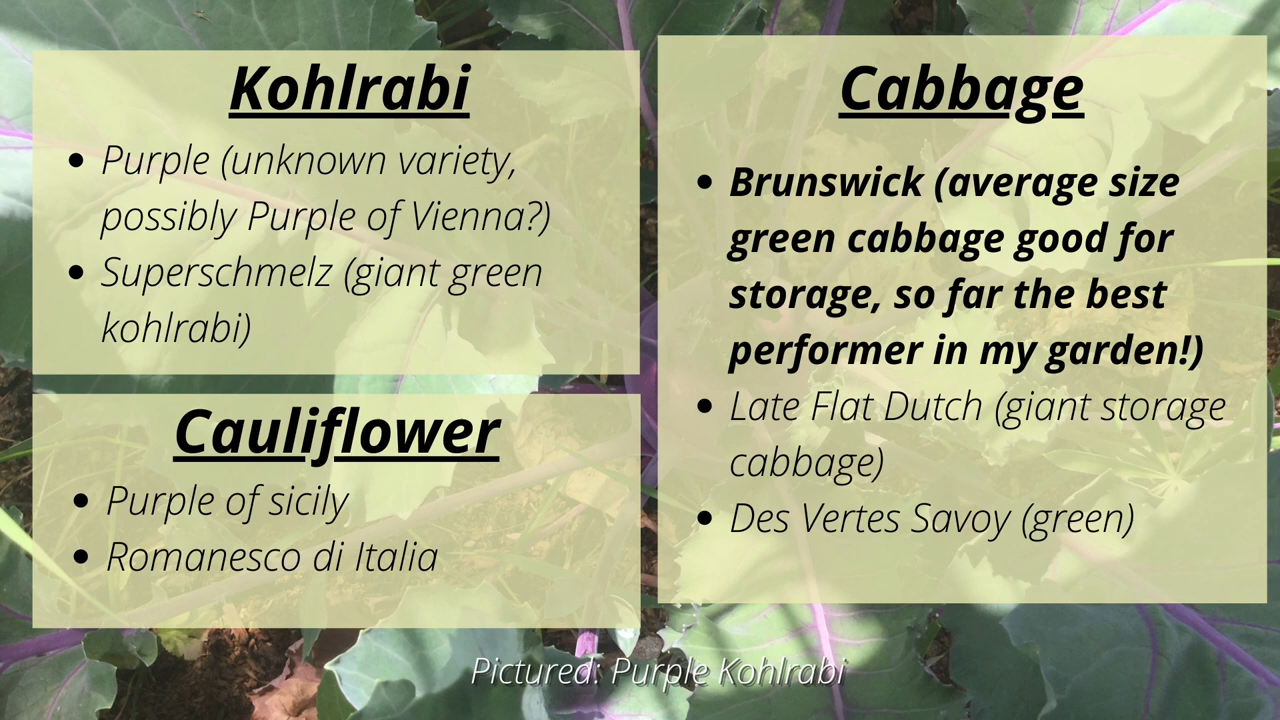 Kohlrabi
Purple (unknown variety,
possibly Purple of Vienna?)
Superschmelz (giant green
kohlrabi)
Cauliflower
Purple of sicily
Romanesco di Italia
Cabbage
Brunswick (average size
green cabbage good for
storage, so far the best
performer in my garden!)
Late Flat Dutch (giant storage
cabbage)
Des Vertes Savoy (green)
Pictured: Purple Kohlrabi